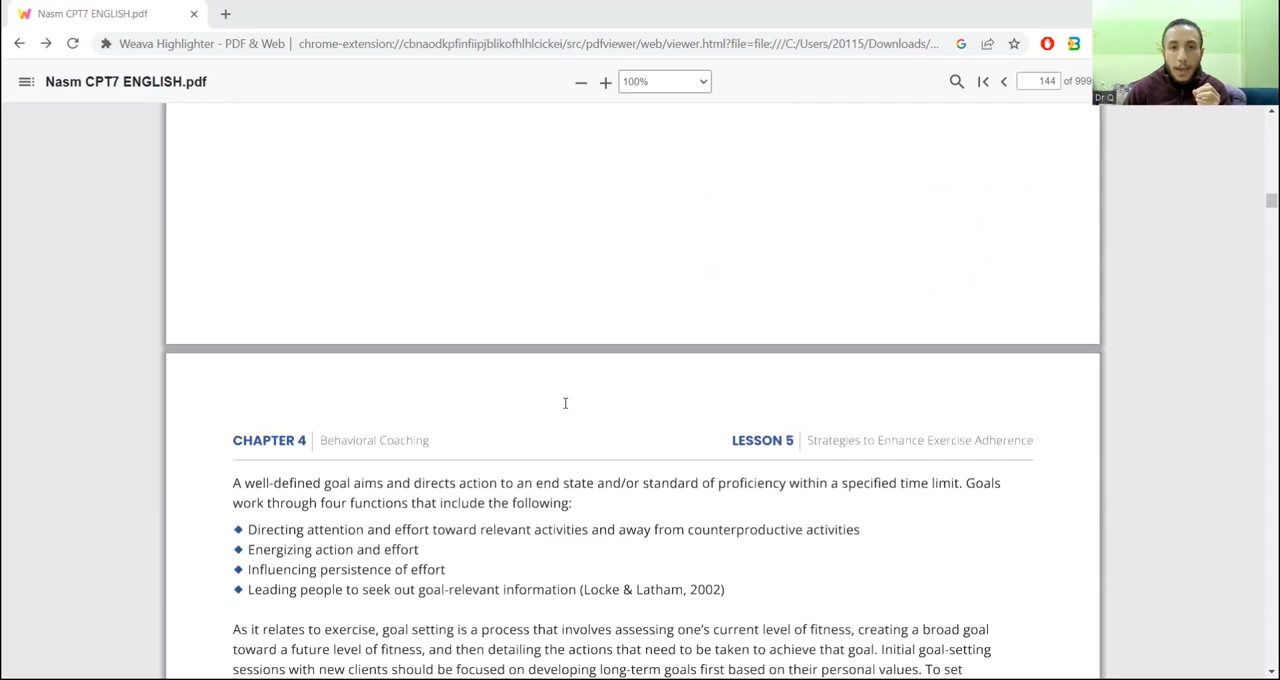 Nasm CPT7 ENGLISH.pdf
Weava Highlighter - PDF & Web | chrome-extension://cbnaodkpfinfiipjblikofhlhlcickei/src/pdfviewer/web/viewer.html?file=file:///C:/Users/20115/Downloads/...
Nasm CPT7 ENGLISH.pdf
100%
144 of 999
Dr Q
CHAPTER 4 | Behavioral Coaching
LESSON 5 | Strategies to Enhance Exercise Adherence
A well-defined goal aims and directs action to an end state and/or standard of proficiency within a specified time limit. Goals
work through four functions that include the following:
◆ Directing attention and effort toward relevant activities and away from counterproductive activities
◆ Energizing action and effort
◆ Influencing persistence of effort
◆ Leading people to seek out goal-relevant information (Locke & Latham, 2002)
As it relates to exercise, goal setting is a process that involves assessing one's current level of fitness, creating a broad goal
toward a future level of fitness, and then detailing the actions that need to be taken to achieve that goal. Initial goal-setting
sessions with new clients should be focused on developing long-term goals first based on their personal values. To set